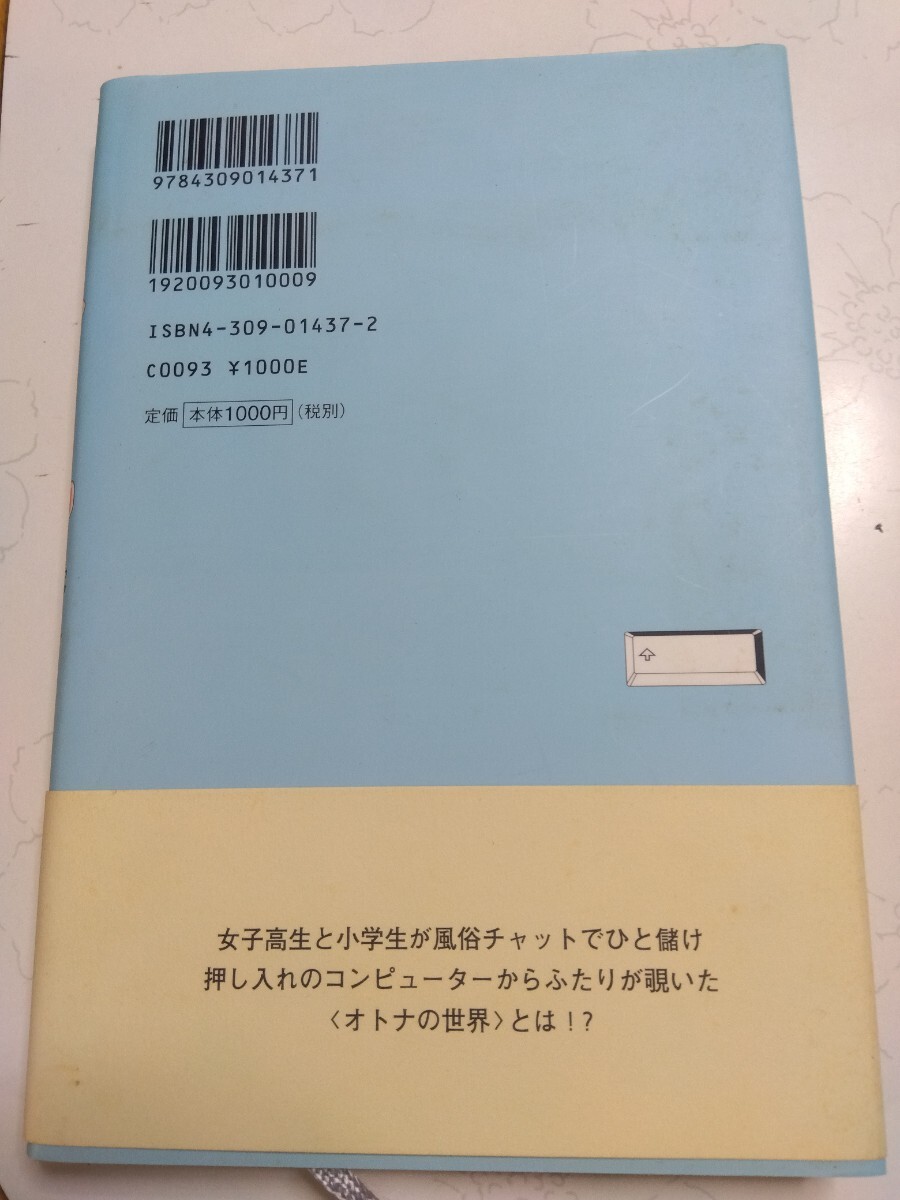 9784309014371
1920093010009
ISBN4-309-01437-2
C0093 ¥1000E
定価 本体1000円 (税別)
女子高生と小学生が風俗チャットでひと儲け
押し入れのコンピューターからふたりが覗いた
〈オトナの世界〉とは!?